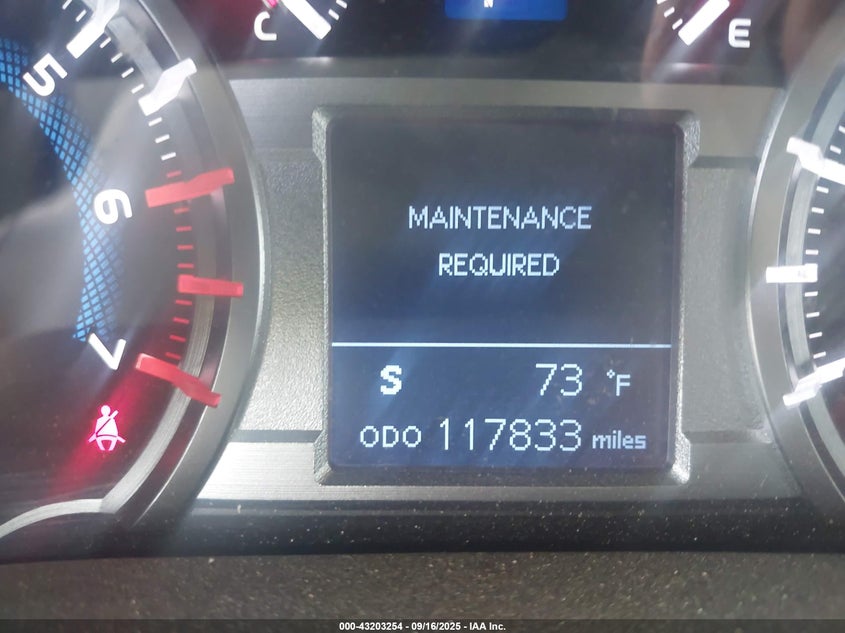 C
N
E
5
6
7
MAINTENANCE
REQUIRED
S 73 °F
ODO 117833 miles
000-43203254 - 09/16/2025 - IAA Inc.